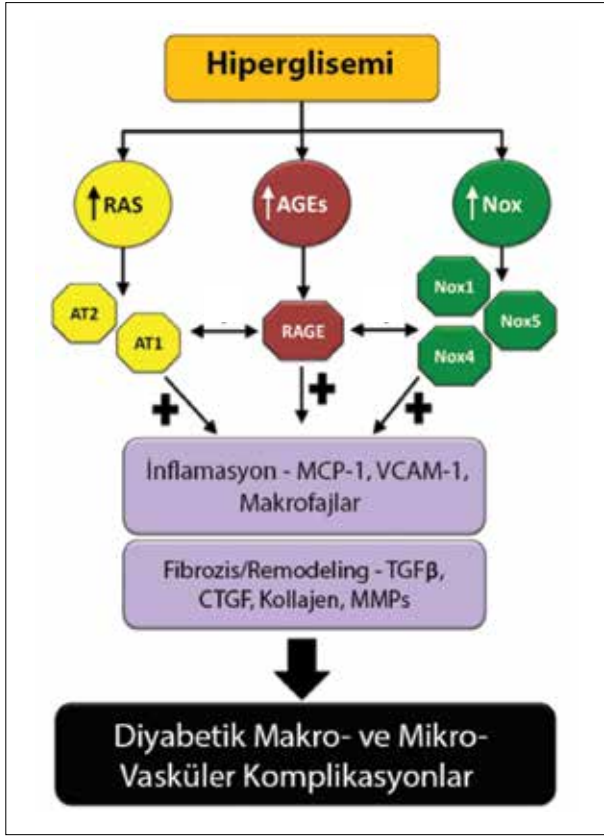 Hiperglisemi
↑RAS
↑AGEs
↑Nox
AT2
AT1
RAGE
Nox1
Nox5
Nox4
+
+
+
İnflamasyon - MCP-1, VCAM-1,
Makrofajlar
Fibrozis/Remodeling - TGFβ,
CTGF, Kollajen, MMPs
Diyabetik Makro- ve Mikro-
Vasküler Komplikasyonlar